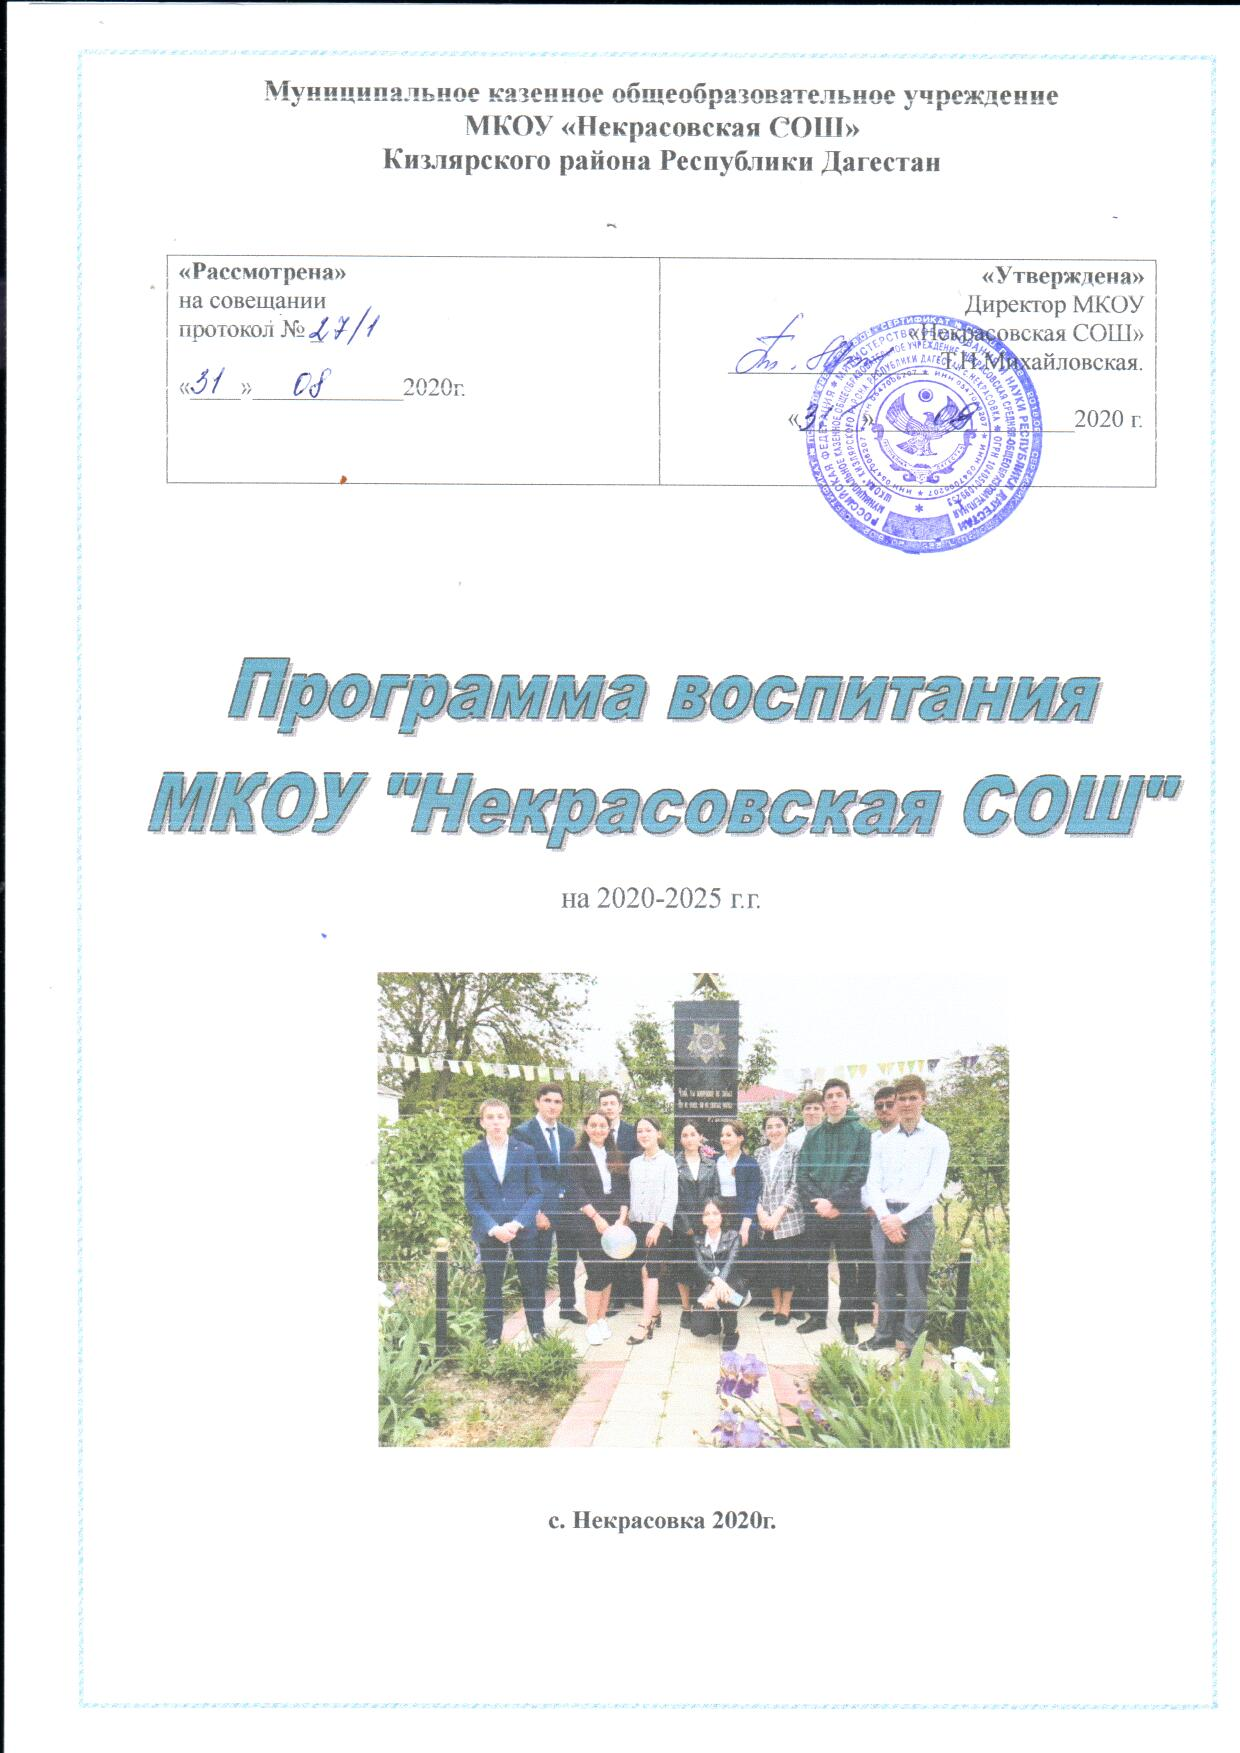 Муниципальное казенное общеобразовательное учреждение
МКОУ «Некрасовская СОШ»
Кизлярского района Республики Дагестан
«Рассмотрена»
на совещании
протокол № 27/1
«31» 08 2020г.
«Утверждена»
Директор МКОУ
«Некрасовская СОШ»
Т.Н.Михайловская.
«31» 08 2020 г.
Программа воспитания
МКОУ "Некрасовская СОШ"
на 2020-2025 г.г.
с. Некрасовка 2020г.